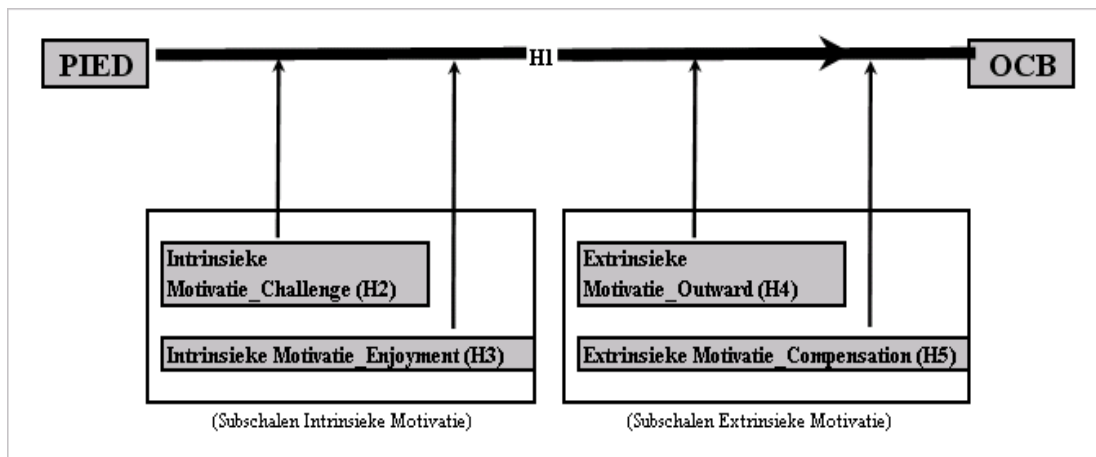 PIED
H1
OCB
Intrinsieke
Motivatie_Challenge (H2)
Intrinsieke Motivatie_Enjoyment (H3)
(Subschalen Intrinsieke Motivatie)
Extrinsieke
Motivatie_Outward (H4)
Extrinsieke Motivatie_Compensation (H5)
(Subschalen Extrinsieke Motivatie)